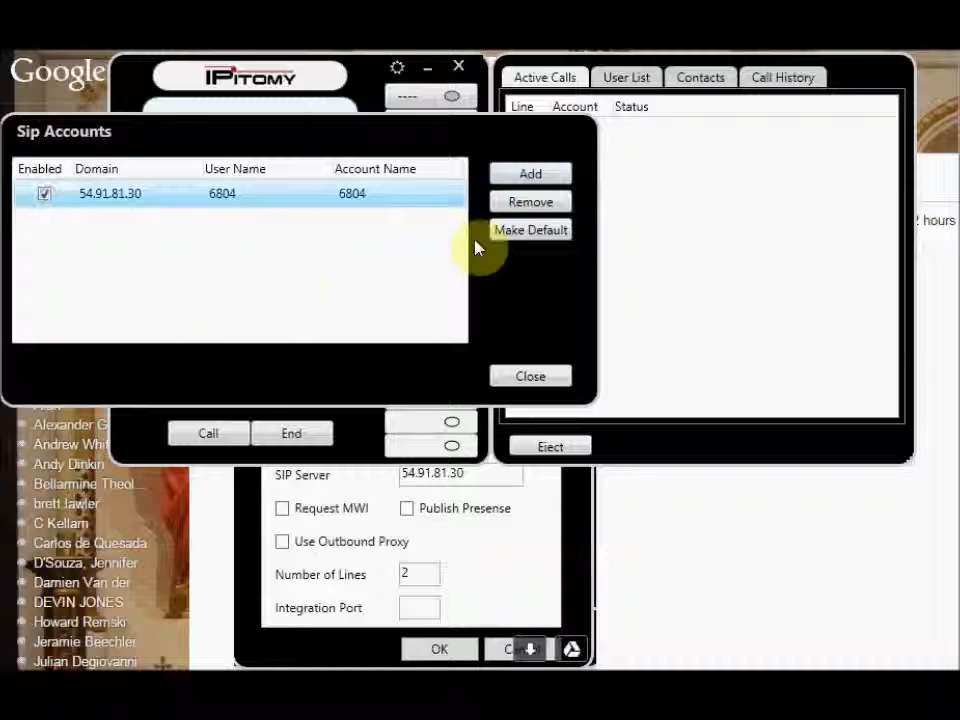 Google
IPITOMY
----
Active Calls
User List
Contacts
Call History
Line
Account
Status
Sip Accounts
Enabled
Domain
User Name
Account Name
54.91.81.30
6804
6804
Add
Remove
Make Default
Close
2 hours
Alexander G
Andrew Whit
Andy Dinkin
Bellarmine Theol...
brett lawler
C Kellam
Carlos de Quesada
D'Souza, Jennifer
Damien Van der
DEVIN JONES
Howard Remski
Jeramie Beechler
Julian Degiovanni
Call
End
Eject
SIP Server
54.91.81.30
Request MWI
Publish Presense
Use Outbound Proxy
Number of Lines
2
Integration Port
OK